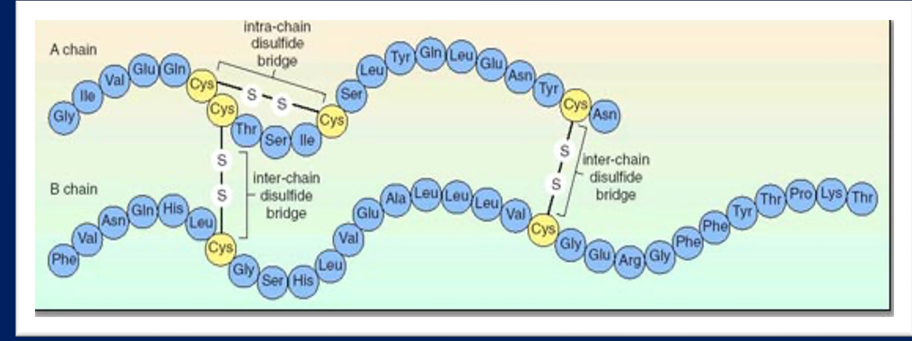 intra-chain
disulfide
bridge
A chain
Gly Ile Val Glu Gln Cys Cys Thr Ser Ile Cys Ser Leu Tyr Gln Leu Glu Asn Tyr Cys Asn
S S
S
S
inter-chain
disulfide
bridge
S
S
inter-chain
disulfide
bridge
B chain
Phe Val Asn Gln His Leu Cys Gly Ser His Leu Val Glu Ala Leu Leu Leu Val Cys Gly Glu Arg Gly Phe Phe Tyr Thr Pro Lys Thr